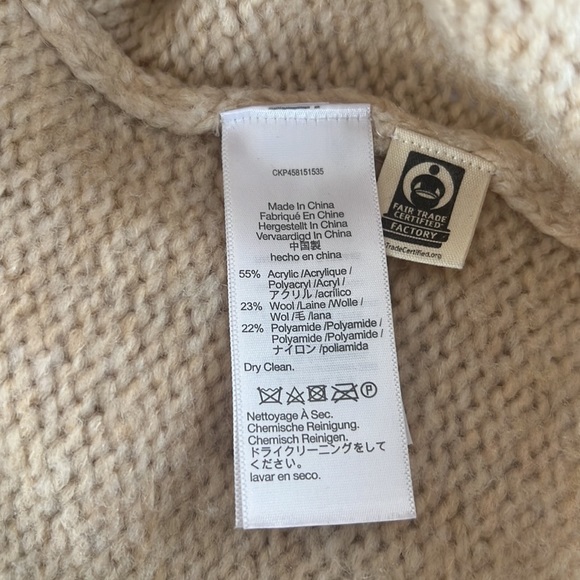 CKP458151535
Made In China
Fabriqué En Chine
Hergestellt In China
Vervaardigd In China
中国製
hecho en china
55% Acrylic /Acrylique /
Polyacryl /Acryl /
アクリル /acrílico
23% Wool /Laine /Wolle /
Wol /毛 /lana
22% Polyamide /Polyamide /
Polyamide /Polyamide /
ナイロン /poliamida
Dry Clean.
P
Nettoyage À Sec.
Chemische Reinigung.
Chemisch Reinigen.
ドライクリーニングをして
ください。
lavar en seco.
FAIR TRADE
CERTIFIED
FACTORY
TradeCertified.org